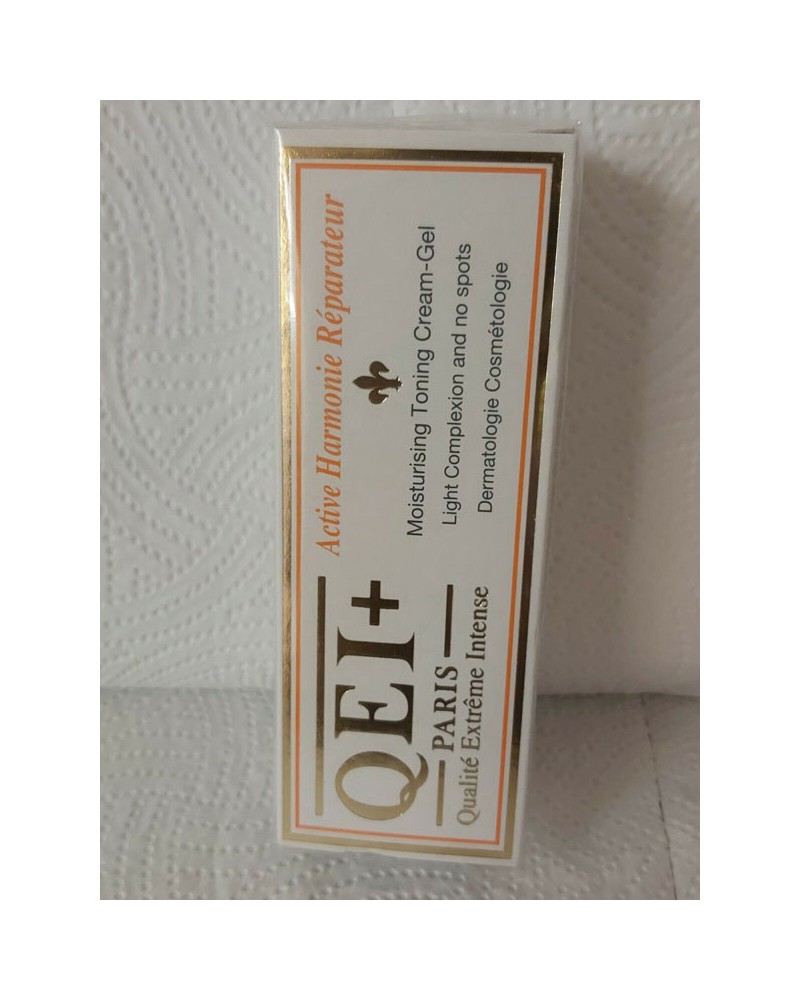 QEI+
PARIS
Qualité Extrême Intense
Active Harmonie Réparateur
Moisturising Toning Cream-Gel
Light Complexion and no spots
Dermatologie Cosmétologie